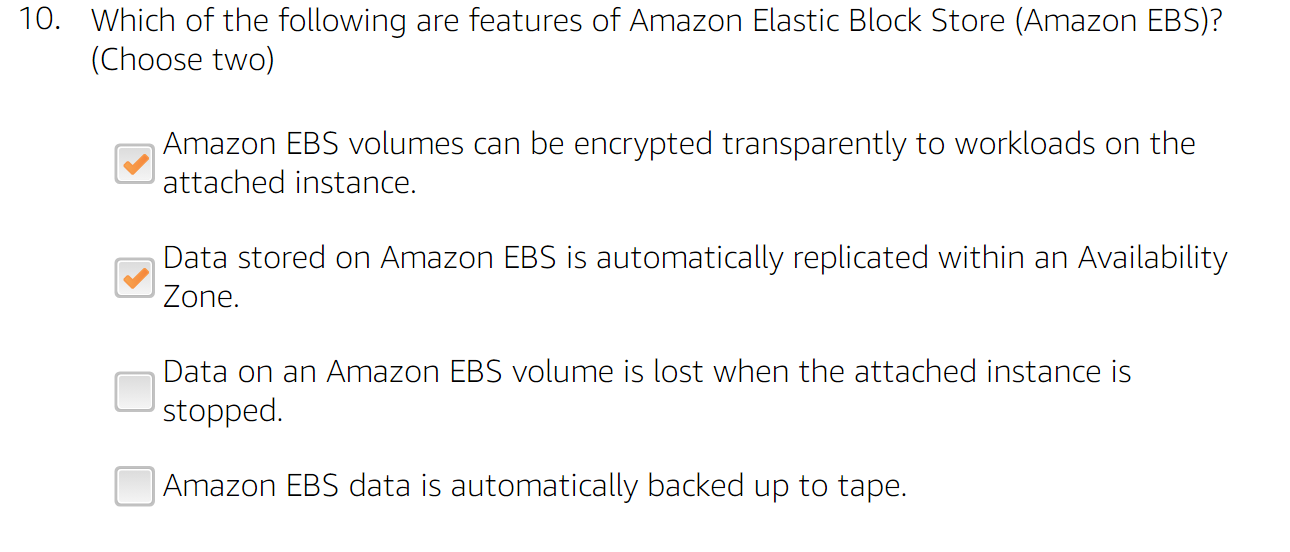 10. Which of the following are features of Amazon Elastic Block Store (Amazon EBS)?
(Choose two)
Amazon EBS volumes can be encrypted transparently to workloads on the
attached instance.
Data stored on Amazon EBS is automatically replicated within an Availability
Zone.
Data on an Amazon EBS volume is lost when the attached instance is
stopped.
Amazon EBS data is automatically backed up to tape.